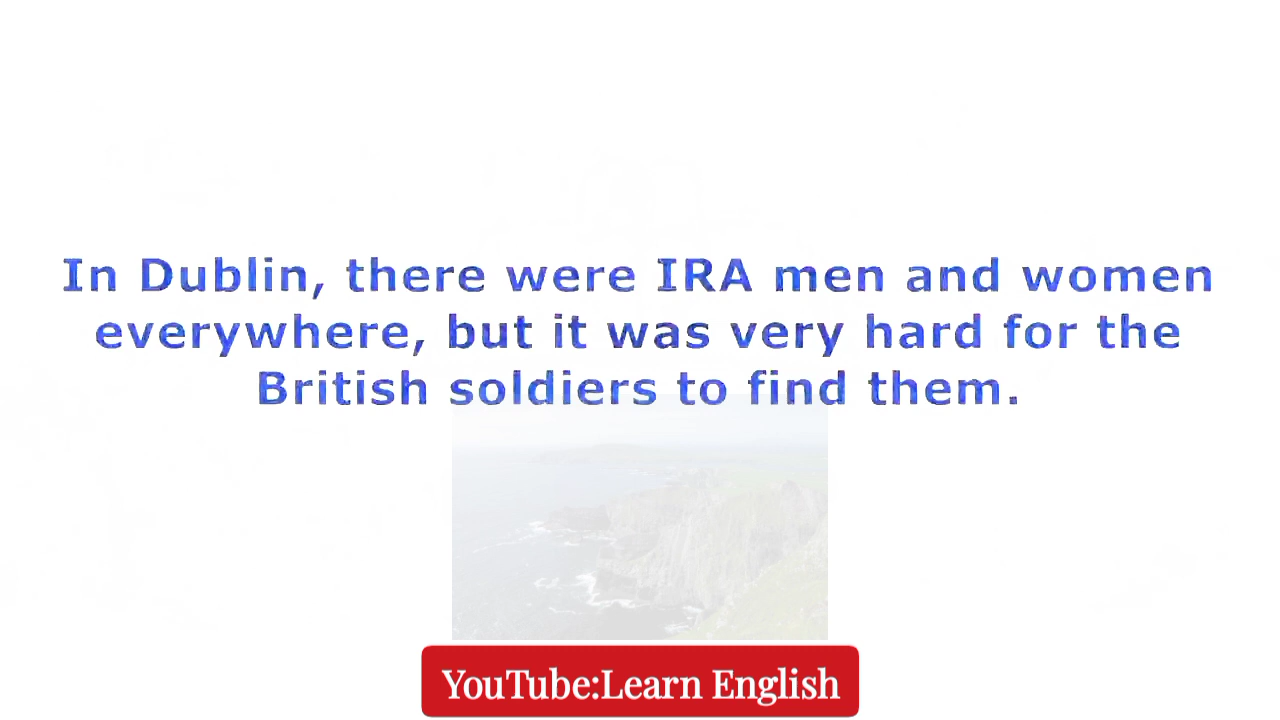 In Dublin, there were IRA men and women
everywhere, but it was very hard for the
British soldiers to find them.
YouTube:Learn English